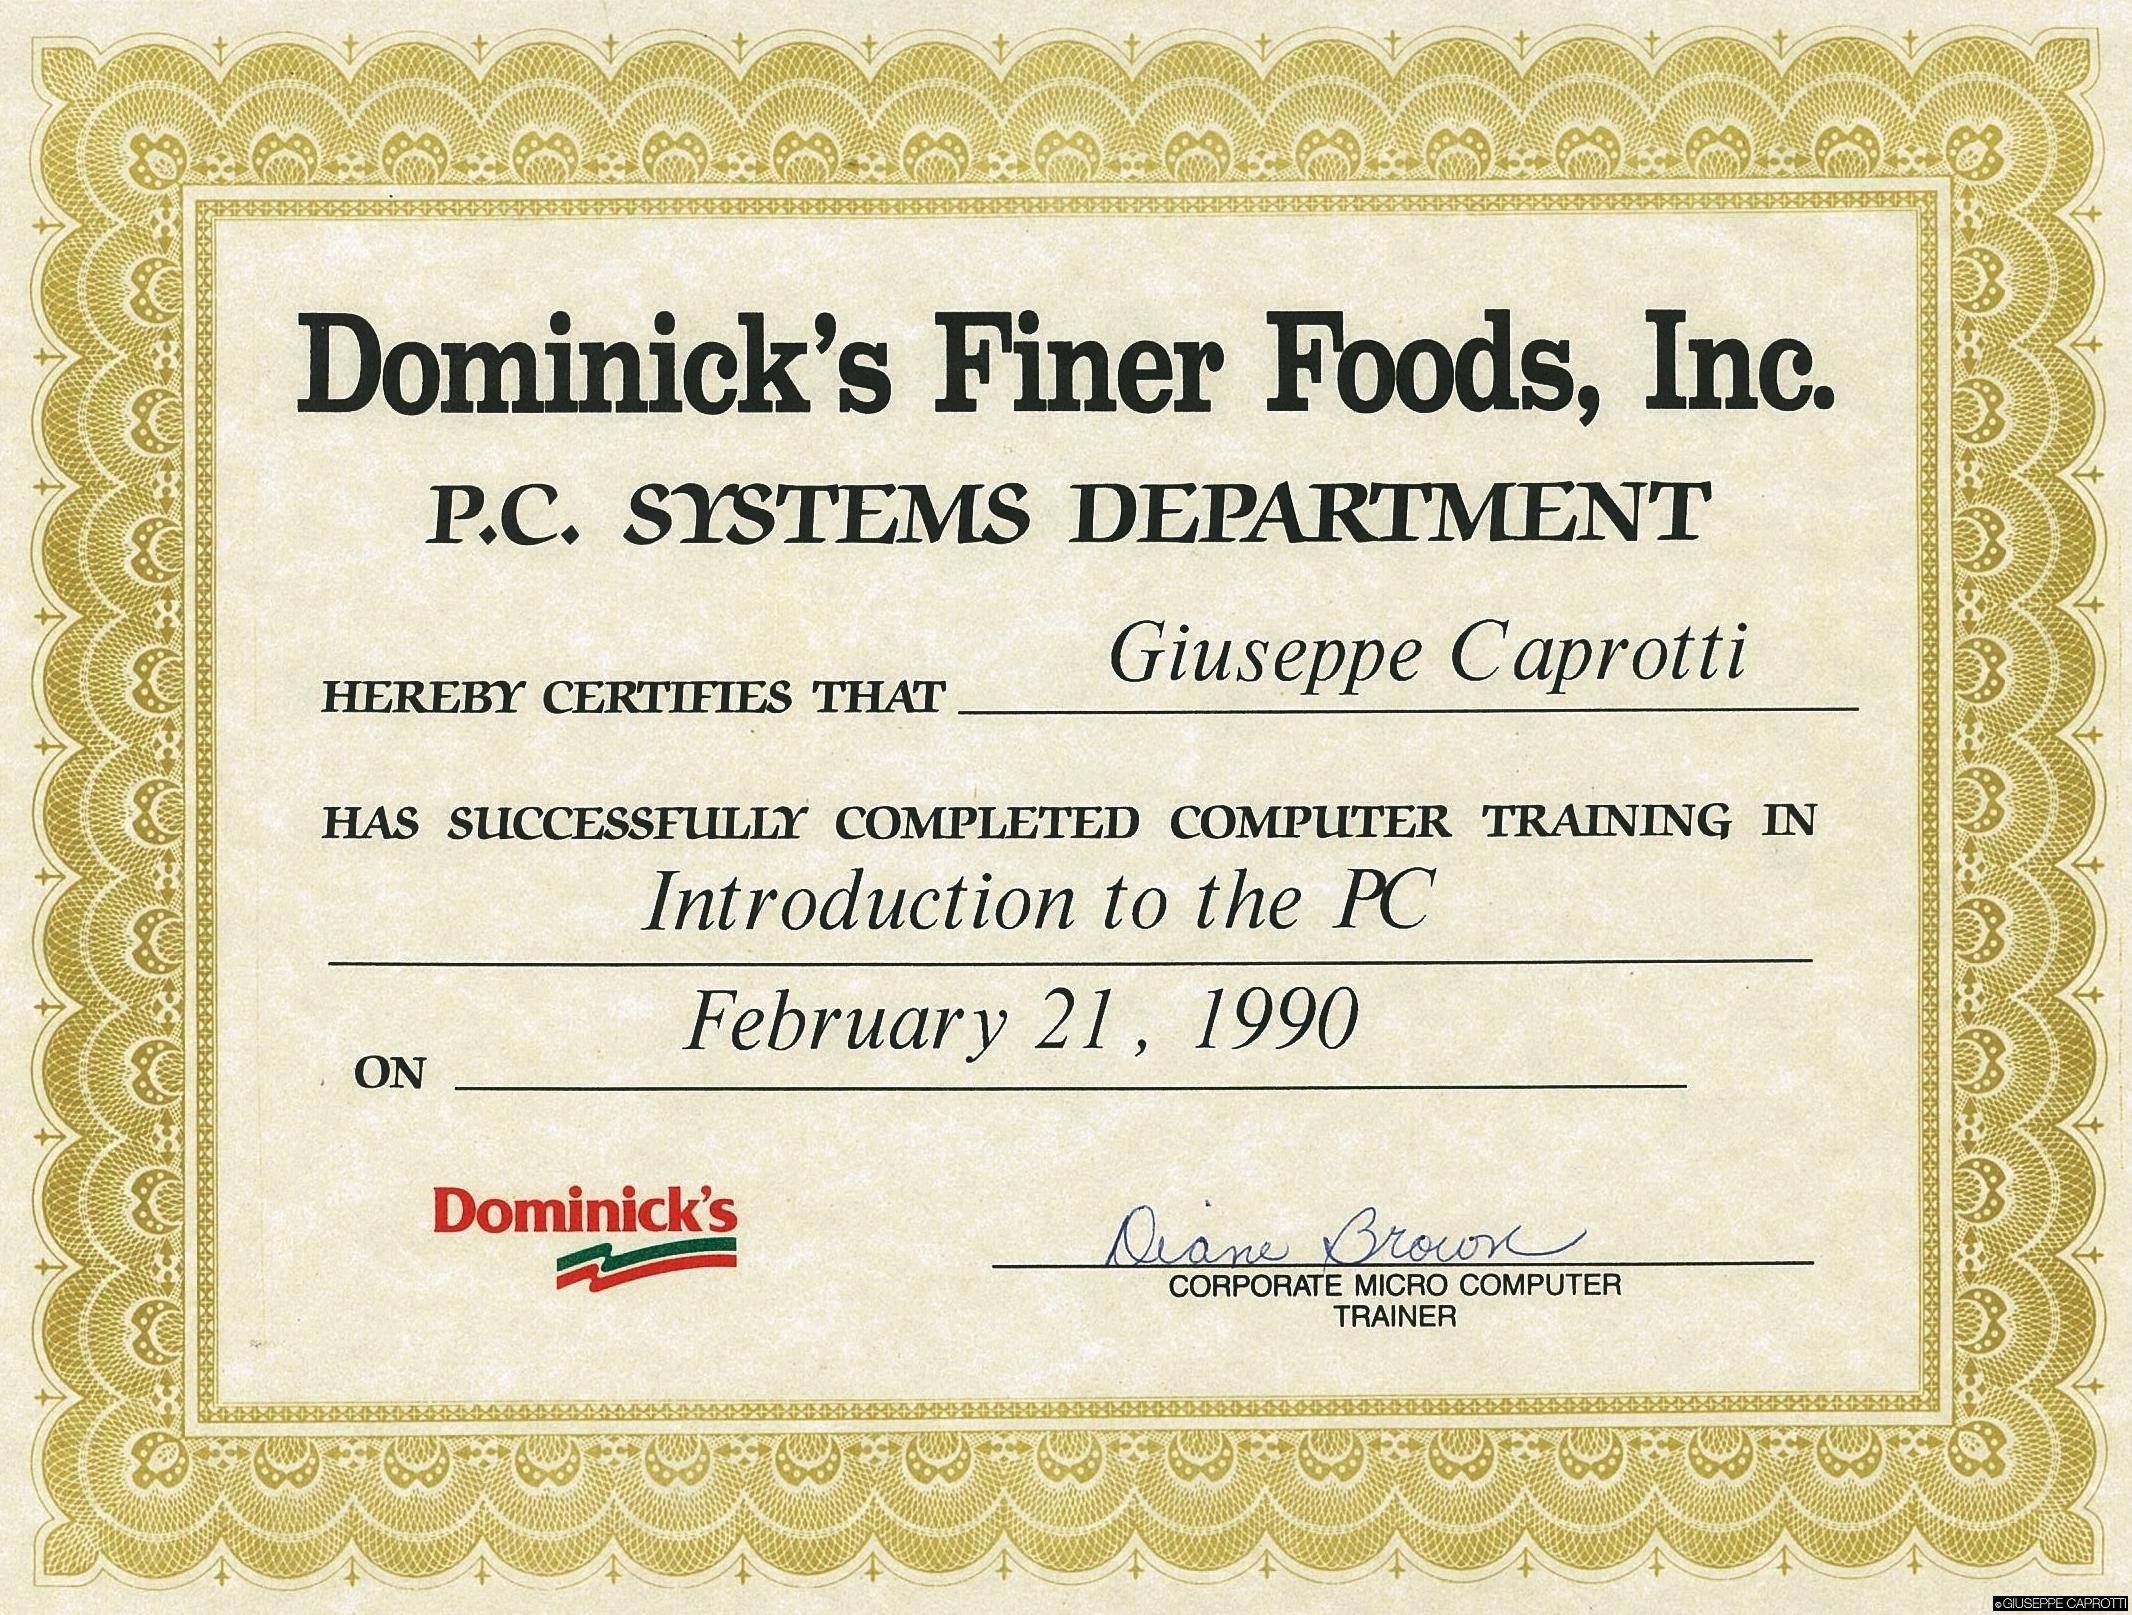 Dominick's Finer Foods, Inc.
P.C. SYSTEMS DEPARTMENT
HEREBY CERTIFIES THAT Giuseppe Caprotti
HAS SUCCESSFULLY COMPLETED COMPUTER TRAINING IN
Introduction to the PC
ON February 21, 1990
Dominick's
Diane Brown
CORPORATE MICRO COMPUTER
TRAINER
©GIUSEPPE CAPROTTI